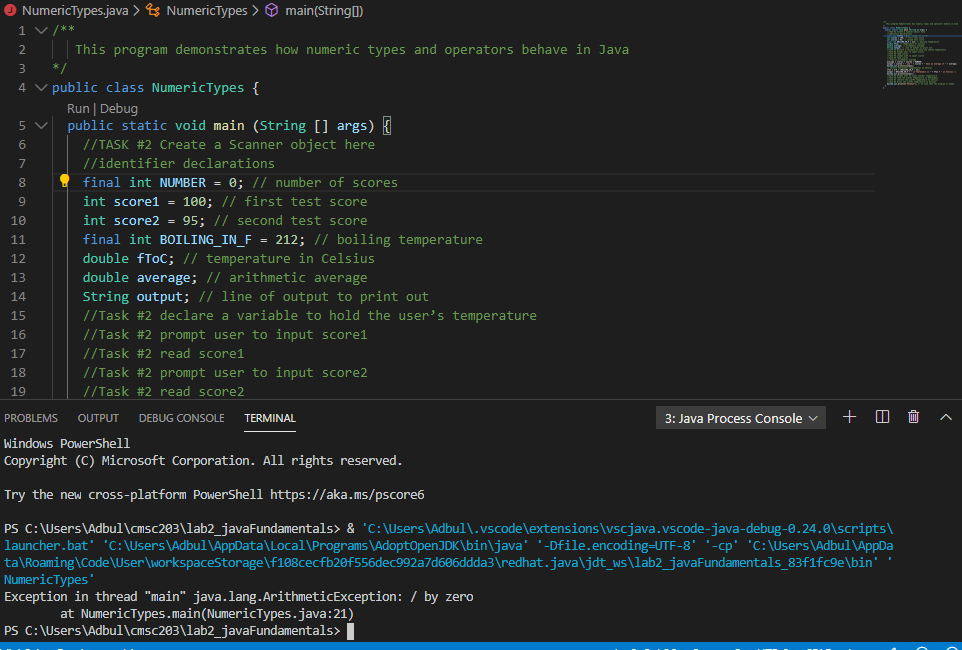 NumericTypes.java > NumericTypes > main(String[])
1 /**
2 This program demonstrates how numeric types and operators behave in Java
3 */
4 public class NumericTypes {
Run | Debug
5 public static void main (String [] args) {
6 //TASK #2 Create a Scanner object here
7 //identifier declarations
8 final int NUMBER = 0; // number of scores
9 int score1 = 100; // first test score
10 int score2 = 95; // second test score
11 final int BOILING_IN_F = 212; // boiling temperature
12 double fToC; // temperature in Celsius
13 double average; // arithmetic average
14 String output; // line of output to print out
15 //Task #2 declare a variable to hold the user’s temperature
16 //Task #2 prompt user to input score1
17 //Task #2 read score1
18 //Task #2 prompt user to input score2
19 //Task #2 read score2
PROBLEMS OUTPUT DEBUG CONSOLE TERMINAL 3: Java Process Console
Windows PowerShell
Copyright (C) Microsoft Corporation. All rights reserved.
Try the new cross-platform PowerShell https://aka.ms/pscore6
PS C:\Users\Adbul\cmsc203\lab2_javaFundamentals> & 'C:\Users\Adbul\.vscode\extensions\vscjava.vscode-java-debug-0.24.0\scripts\
launcher.bat' 'C:\Users\Adbul\AppData\Local\Programs\AdoptOpenJDK\bin\java' '-Dfile.encoding=UTF-8' '-cp' 'C:\Users\Adbul\AppDa
ta\Roaming\Code\User\workspaceStorage\f108cecfb20f556dec992a7d606ddda3\redhat.java\jdt_ws\lab2_javaFundamentals_83f1fc9e\bin' '
NumericTypes'
Exception in thread "main" java.lang.ArithmeticException: / by zero
at NumericTypes.main(NumericTypes.java:21)
PS C:\Users\Adbul\cmsc203\lab2_javaFundamentals>